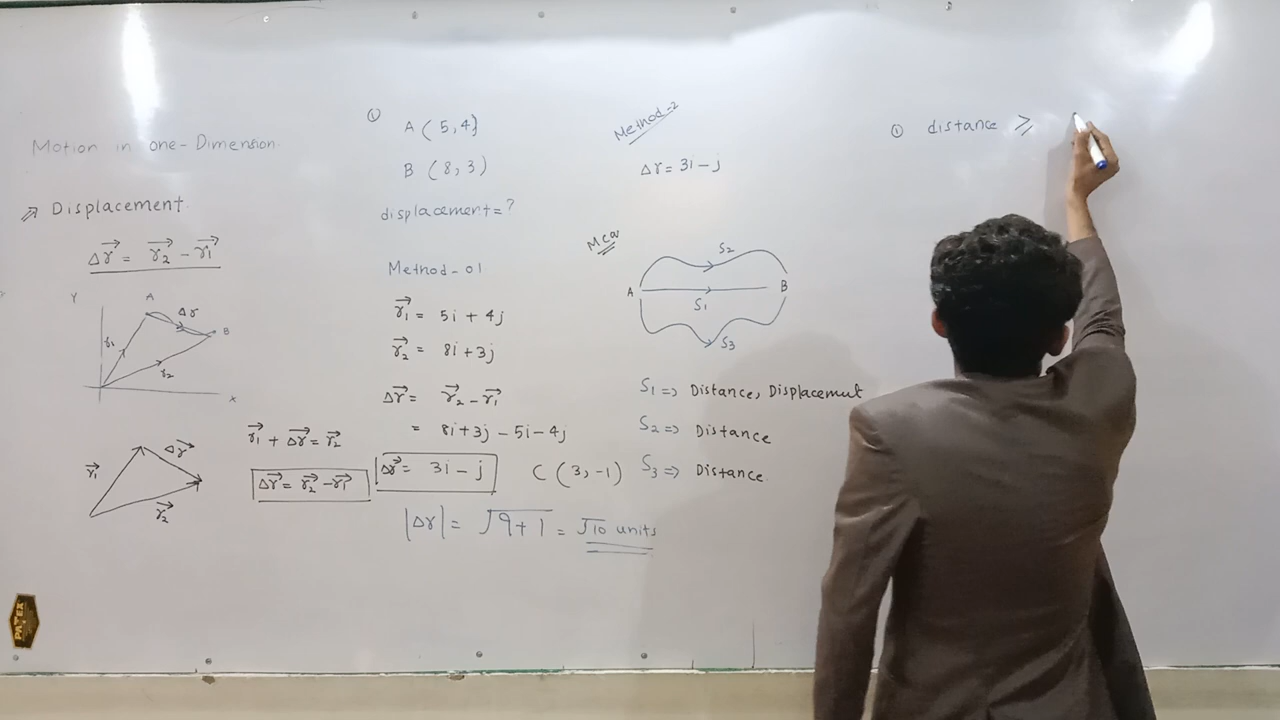 Motion in one-Dimension.
⇒ Displacement.
Δr⃗ = r⃗₂ - r⃗₁
Y
A
Δr
B
r₁
r₂
x
r⃗₁
Δr⃗
r⃗₂
r⃗₁ + Δr⃗ = r⃗₂
Δr⃗ = r⃗₂ - r⃗₁
① A (5,4)
B (8,3)
displacement = ?
Method-01
r⃗₁ = 5i + 4j
r⃗₂ = 8i + 3j
Δr⃗ = r⃗₂ - r⃗₁
= 8i + 3j - 5i - 4j
Δr⃗ = 3i - j
C (3, -1)
|Δr| = √9+1 = √10 units
Method-2
Δr = 3i - j
Mcq
S₂
A
B
S₁
S₃
S₁ ⇒ Distance, Displacemut
S₂ ⇒ Distance
S₃ ⇒ Distance
① distance ⩾
PATEX